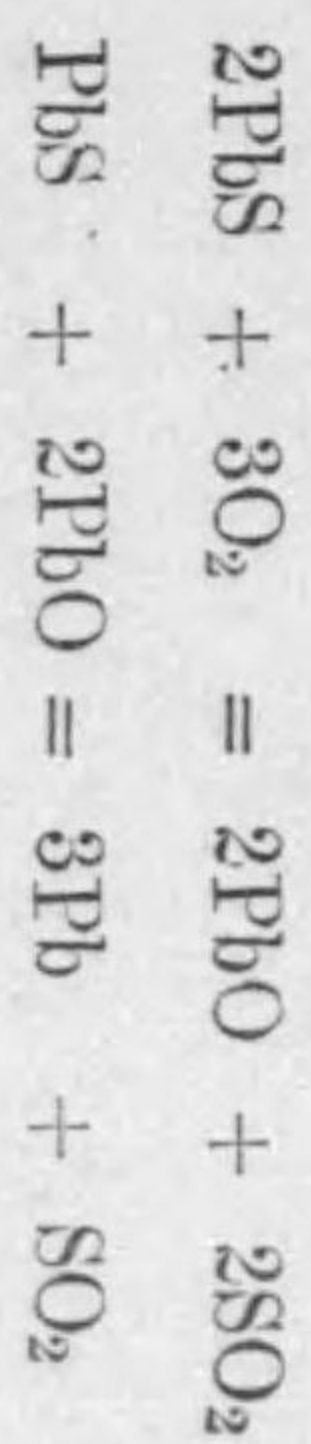 2PbS + 3O₂ = 2PbO + 2SO₂
PbS + 2PbO = 3Pb + SO₂